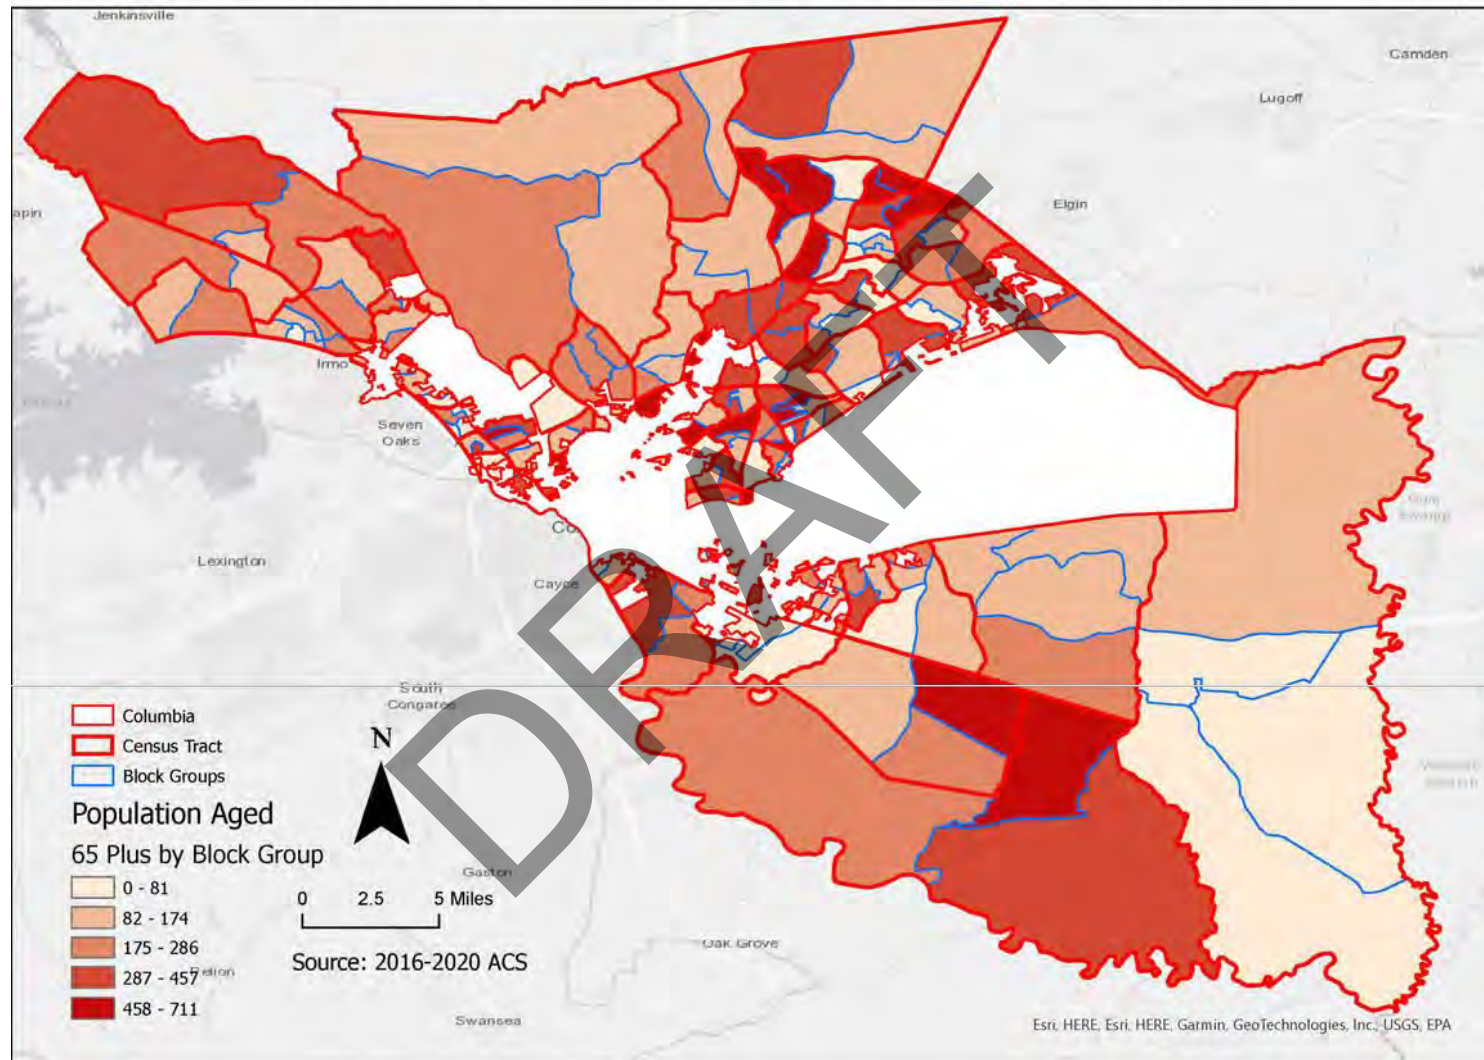 Jenkinsville
Camden
Lugoff
Elgin
apin
Irmo
Seven
Oaks
Lexington
Co
Cayce
South
Congaree
Columbia
Census Tract
Block Groups
N
Population Aged
65 Plus by Block Group
0 - 81
82 - 174
175 - 286
287 - 457
458 - 711
0 2.5 5 Miles
Source: 2016-2020 ACS
Gaston
Oak Grove
Swansea
DRAFT
Esri, HERE, Esri, HERE, Garmin, GeoTechnologies, Inc., USGS, EPA